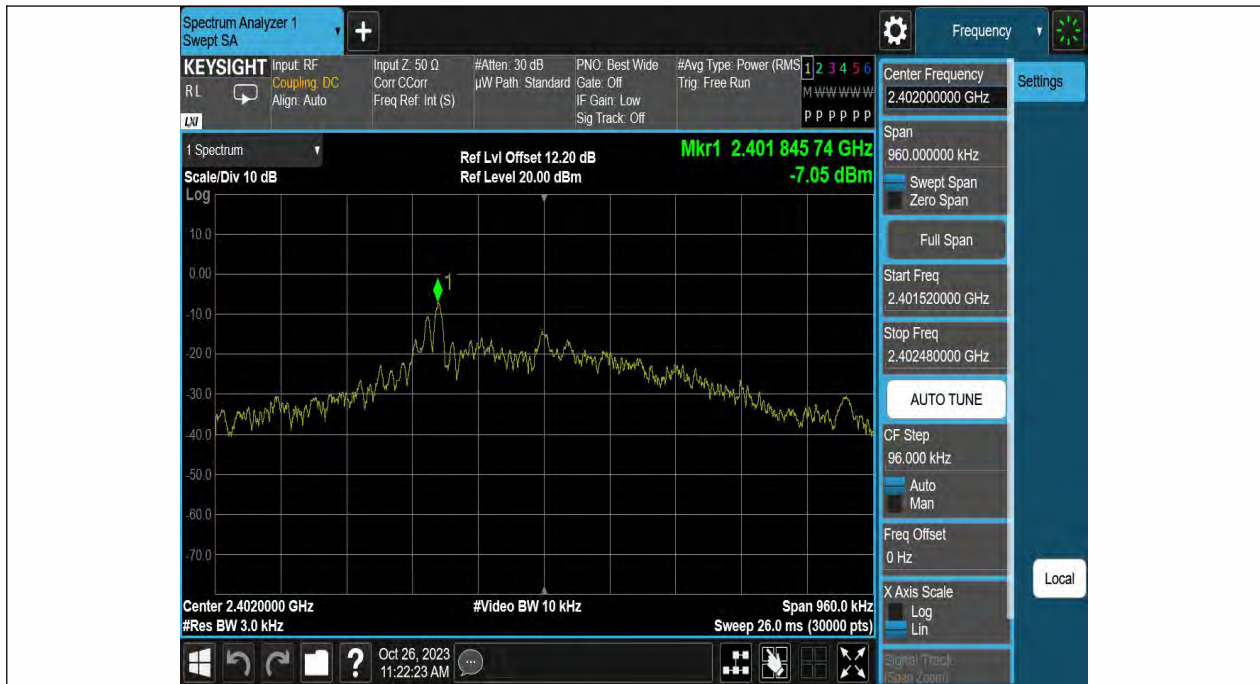 Spectrum Analyzer 1
Swept SA
+
Frequency
KEYSIGHT
RL
LXI
Input: RF
Coupling: DC
Align: Auto
Input Z: 50 Ω
Corr CCorr
Freq Ref: Int (S)
#Atten: 30 dB
µW Path: Standard
PNO: Best Wide
Gate: Off
IF Gain: Low
Sig Track: Off
#Avg Type: Power (RMS
Trig: Free Run
1 2 3 4 5 6
M W W W W W
P P P P P P
1 Spectrum
Scale/Div 10 dB
Log
Ref Lvl Offset 12.20 dB
Ref Level 20.00 dBm
Mkr1 2.401 845 74 GHz
-7.05 dBm
1
10.0
0.00
-10.0
-20.0
-30.0
-40.0
-50.0
-60.0
-70.0
Center 2.4020000 GHz
#Res BW 3.0 kHz
#Video BW 10 kHz
Span 960.0 kHz
Sweep 26.0 ms (30000 pts)
?
Oct 26, 2023
11:22:23 AM
Center Frequency
2.402000000 GHz
Settings
Span
960.000000 kHz
Swept Span
Zero Span
Full Span
Start Freq
2.401520000 GHz
Stop Freq
2.402480000 GHz
AUTO TUNE
CF Step
96.000 kHz
Auto
Man
Freq Offset
0 Hz
X Axis Scale
Log
Lin
Signal Track
(Span Zoom)
Local